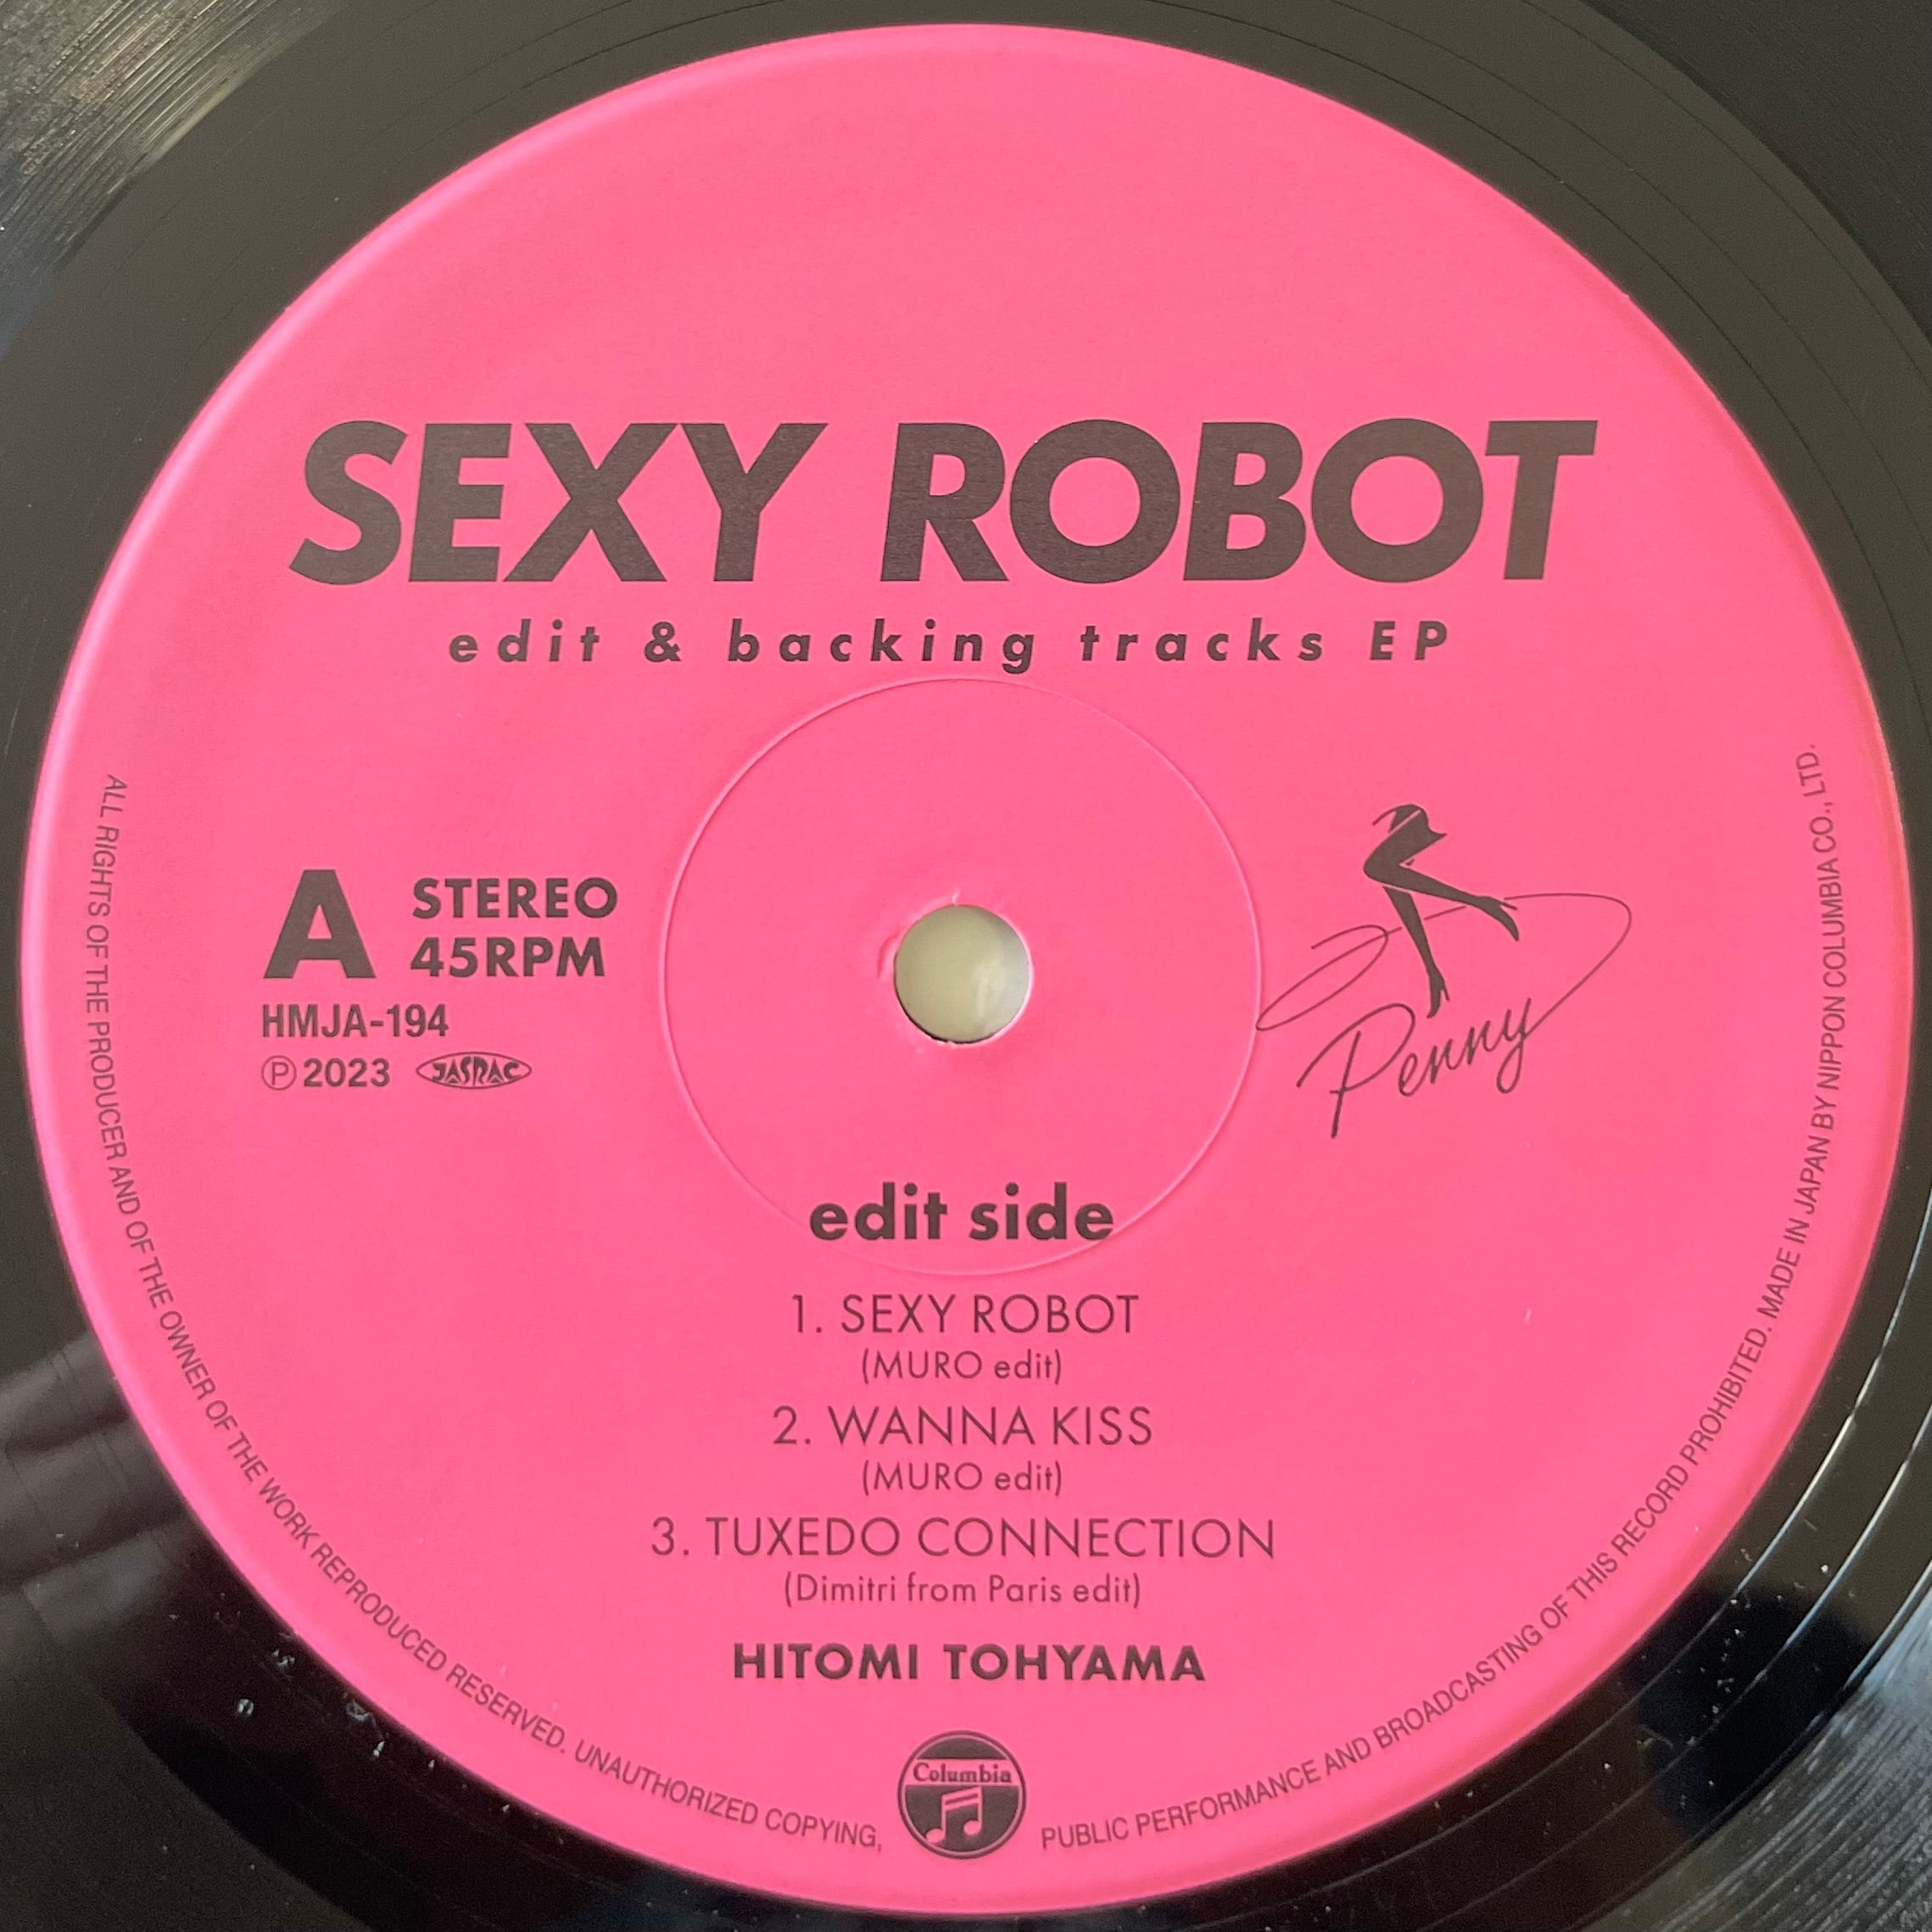 SEXY ROBOT
edit & backing tracks EP
A
STEREO
45RPM
HMJA-194
Ⓟ2023 JASRAC
Penny
edit side
1. SEXY ROBOT
(MURO edit)
2. WANNA KISS
(MURO edit)
3. TUXEDO CONNECTION
(Dimitri from Paris edit)
HITOMI TOHYAMA
Columbia
ALL RIGHTS OF THE PRODUCER AND OF THE OWNER OF THE WORK REPRODUCED RESERVED. UNAUTHORIZED COPYING, PUBLIC PERFORMANCE AND BROADCASTING OF THIS RECORD PROHIBITED. MADE IN JAPAN BY NIPPON COLUMBIA CO., LTD.